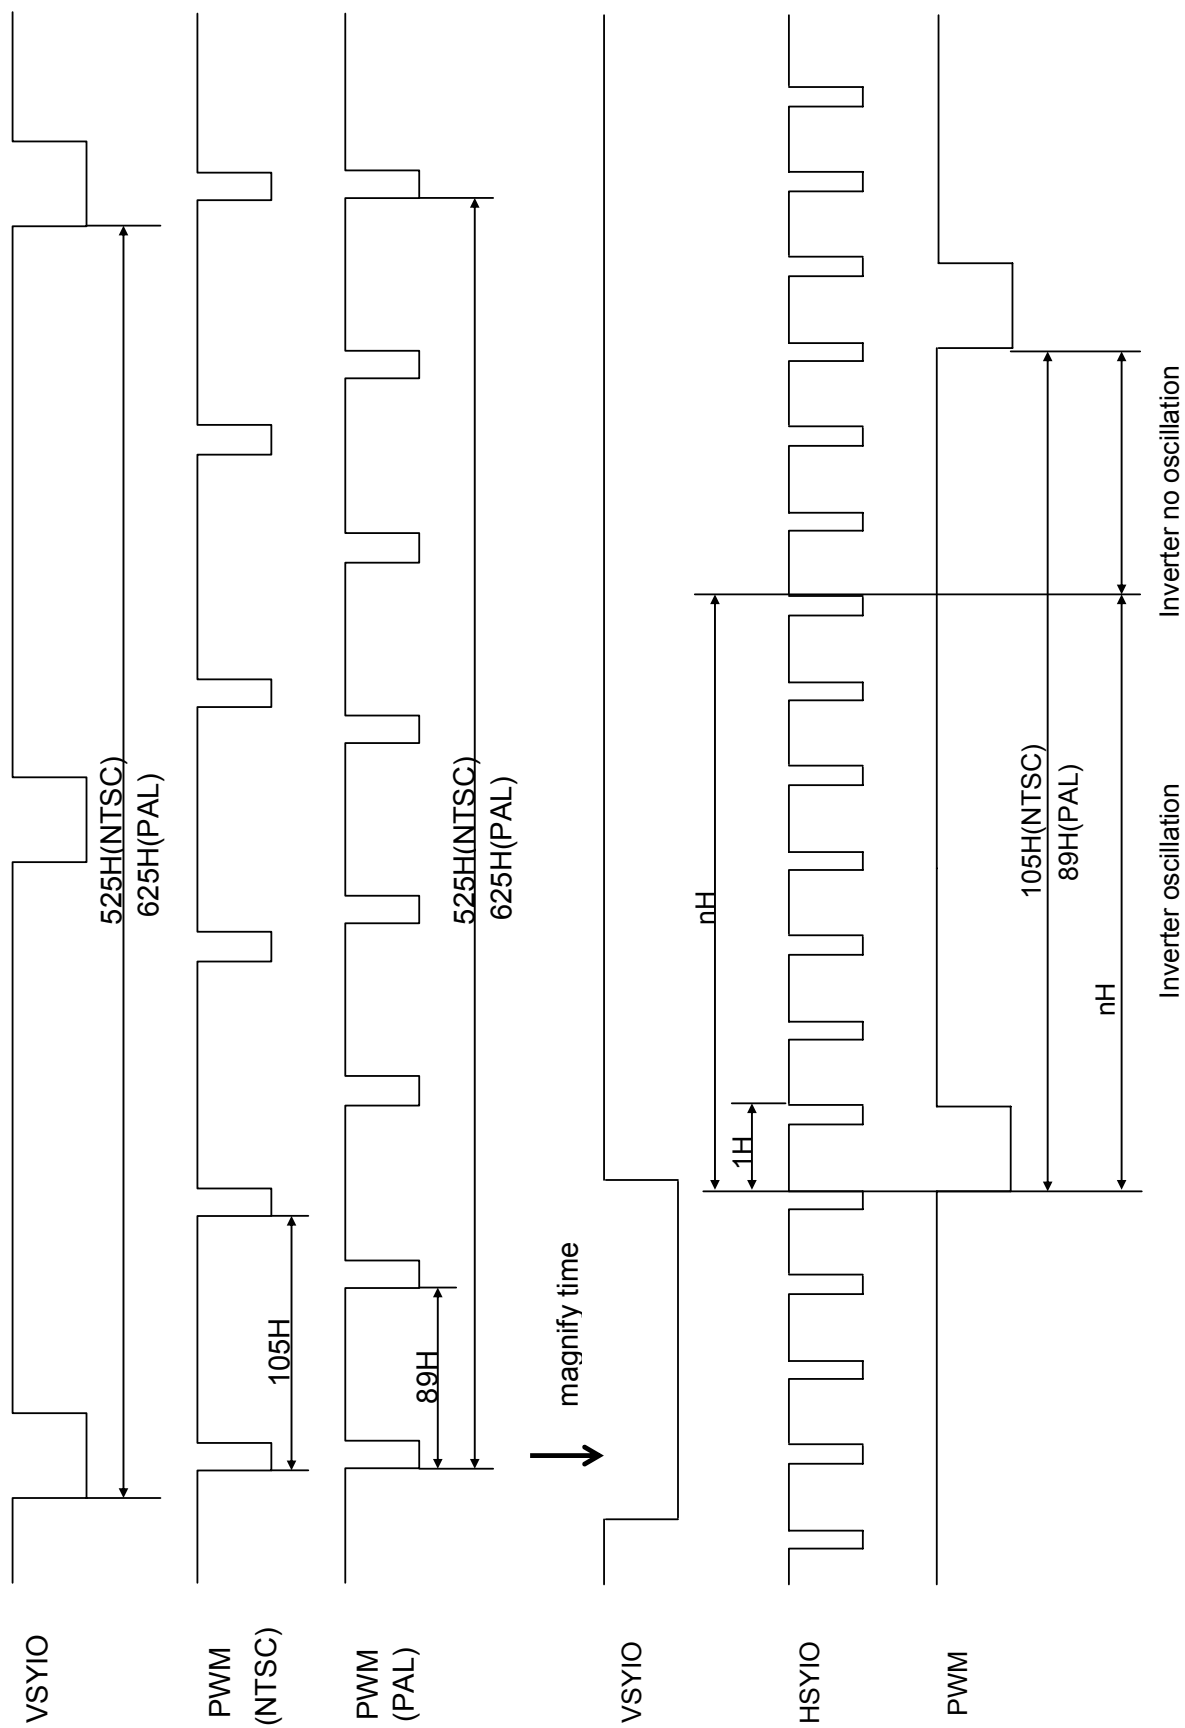 VSYIO
525H(NTSC)
625H(PAL)
PWM
(NTSC)
105H
PWM
(PAL)
89H
525H(NTSC)
625H(PAL)
magnify time
VSYIO
nH
1H
HSYIO
PWM
105H(NTSC)
89H(PAL)
nH
Inverter oscillation
Inverter no oscillation